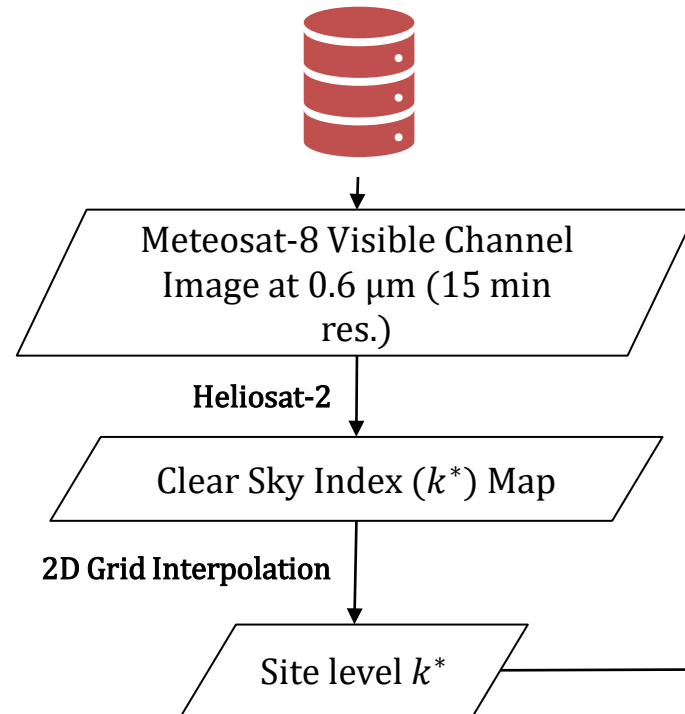 Meteosat-8 Visible Channel
Image at 0.6 μm (15 min
res.)
Heliosat-2
Clear Sky Index (k*) Map
2D Grid Interpolation
Site level k*